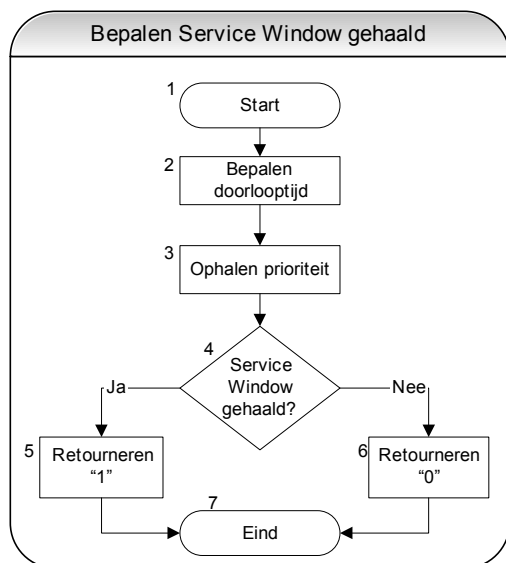 Bepalen Service Window gehaald
1
Start
2
Bepalen
doorlooptijd
3
Ophalen prioriteit
4
Service
Window
gehaald?
Ja
Nee
5
Retourneren
“1”
6
Retourneren
“0”
7
Eind